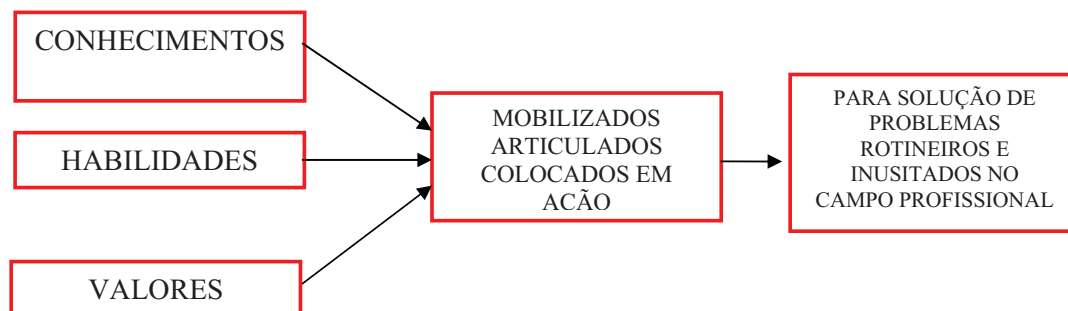 CONHECIMENTOS
HABILIDADES
VALORES
MOBILIZADOS
ARTICULADOS
COLOCADOS EM
ACÃO
PARA SOLUÇÃO DE
PROBLEMAS
ROTINEIROS E
INUSITADOS NO
CAMPO PROFISSIONAL